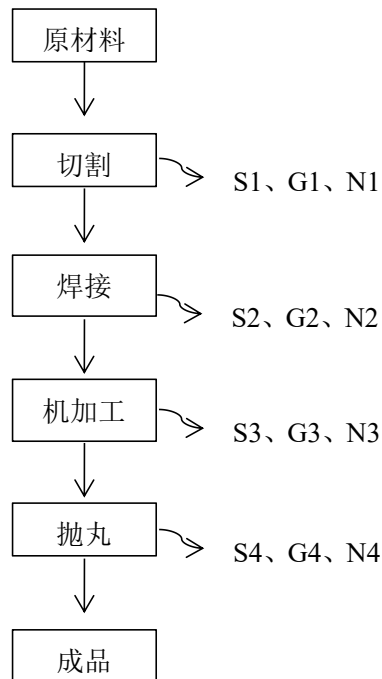 原材料
切割
S1、G1、N1
焊接
S2、G2、N2
机加工
S3、G3、N3
抛丸
S4、G4、N4
成品